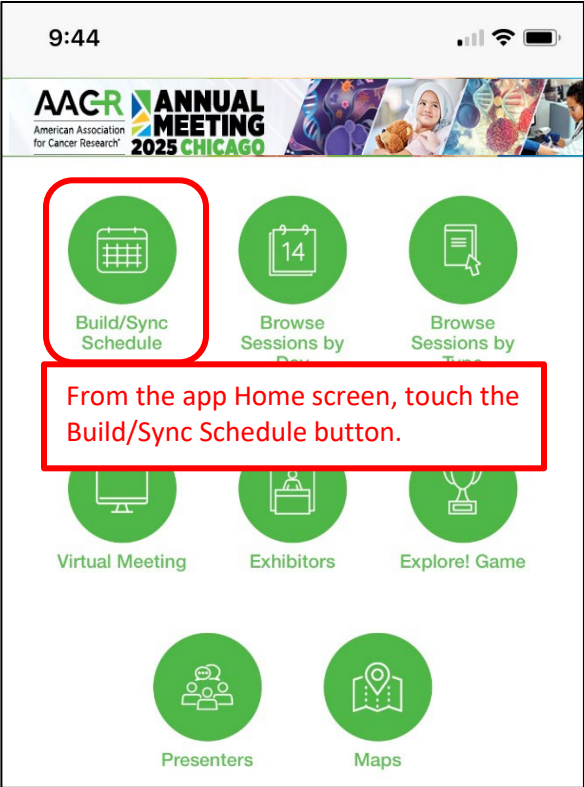 9:44
AACR
American Association
for Cancer Research®
ANNUAL
MEETING
2025 CHICAGO
14
Build/Sync
Schedule
Browse
Sessions by
Day
Browse
Sessions by
Type
From the app Home screen, touch the
Build/Sync Schedule button.
Virtual Meeting
Exhibitors
Explore! Game
Presenters
Maps